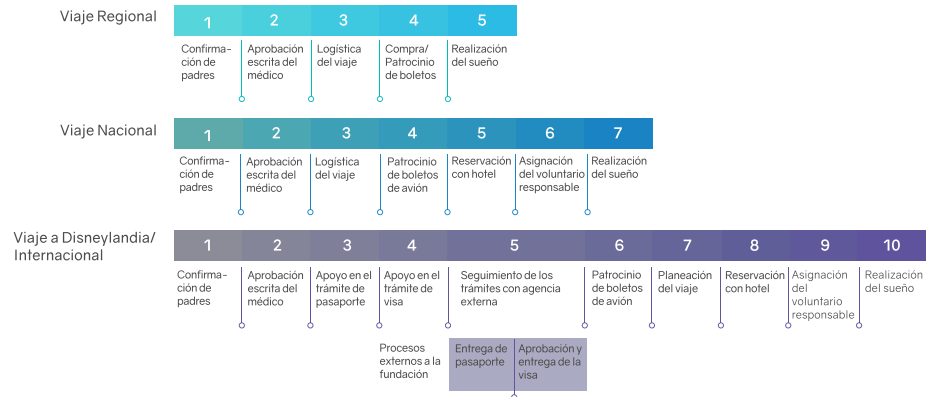 Viaje Regional
1 2 3 4 5
Confirma-
ción de
padres
Aprobación
escrita del
médico
Logística
del viaje
Compra/
Patrocinio
de boletos
Realización
del sueño
Viaje Nacional
1 2 3 4 5 6 7
Confirma-
ción de
padres
Aprobación
escrita del
médico
Logística
del viaje
Patrocinio
de boletos
de avión
Reservación
con hotel
Asignación
del voluntario
responsable
Realización
del sueño
Viaje a Disneylandia/
Internacional
1 2 3 4 5 6 7 8 9 10
Confirma-
ción de
padres
Aprobación
escrita del
médico
Apoyo en el
trámite de
pasaporte
Apoyo en el
trámite de
visa
Seguimiento de los
trámites con agencia
externa
Patrocinio
de boletos
de avión
Planeación
del viaje
Reservación
con hotel
Asignación
del
voluntario
responsable
Realización
del sueño
Procesos
externos a la
fundación
Entrega de
pasaporte
Aprobación y
entrega de la
visa